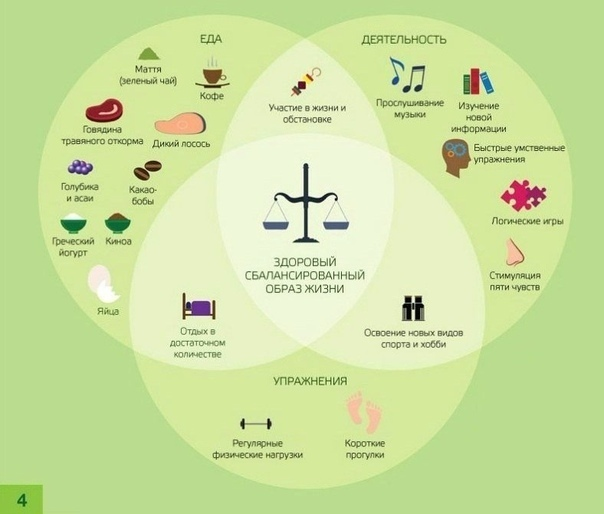 ЕДА
ДЕЯТЕЛЬНОСТЬ
Маття
(зеленый чай)
Кофе
Участие в жизни и
обстановке
Прослушивание
музыки
Изучение
новой
информации
Говядина
травяного откорма
Дикий лосось
Быстрые умственные
упражнения
Голубика
и асаи
Какао-
бобы
Логические игры
Греческий
йогурт
Киноа
ЗДОРОВЫЙ
СБАЛАНСИРОВАННЫЙ
ОБРАЗ ЖИЗНИ
Стимуляция
пяти чувств
Яйца
Отдых в
достаточном
количестве
Освоение новых видов
спорта и хобби
УПРАЖНЕНИЯ
Регулярные
физические нагрузки
Короткие
прогулки
4